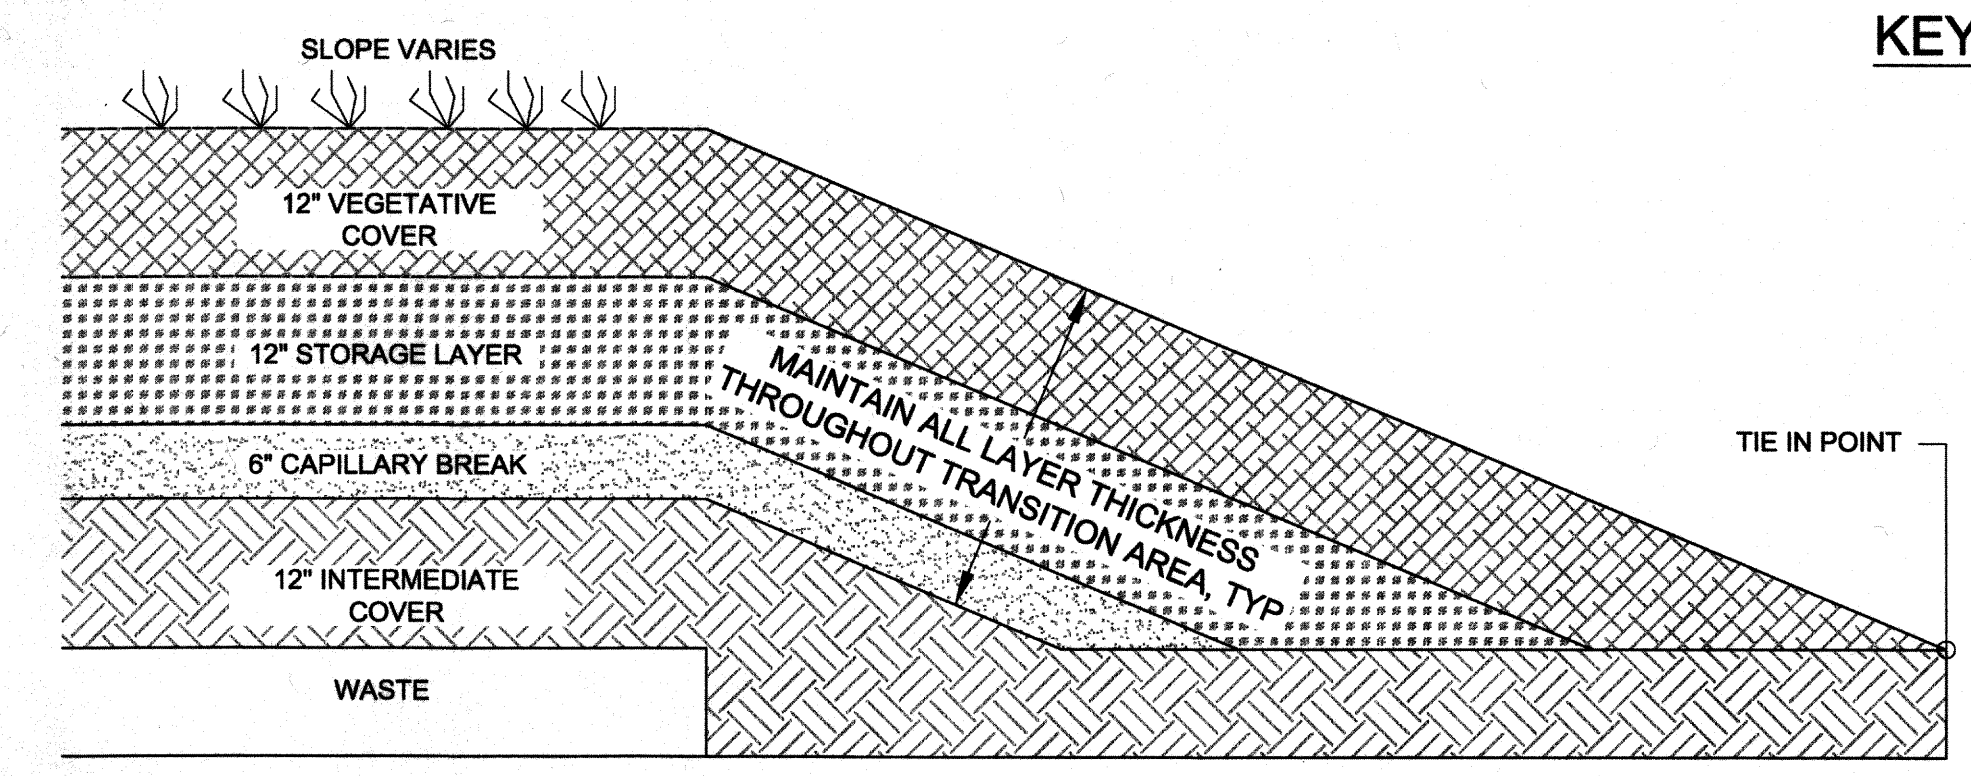 KEY
SLOPE VARIES
12" VEGETATIVE
COVER
12" STORAGE LAYER
MAINTAIN ALL LAYER THICKNESS
THROUGHOUT TRANSITION AREA, TYP
TIE IN POINT
6" CAPILLARY BREAK
12" INTERMEDIATE
COVER
WASTE